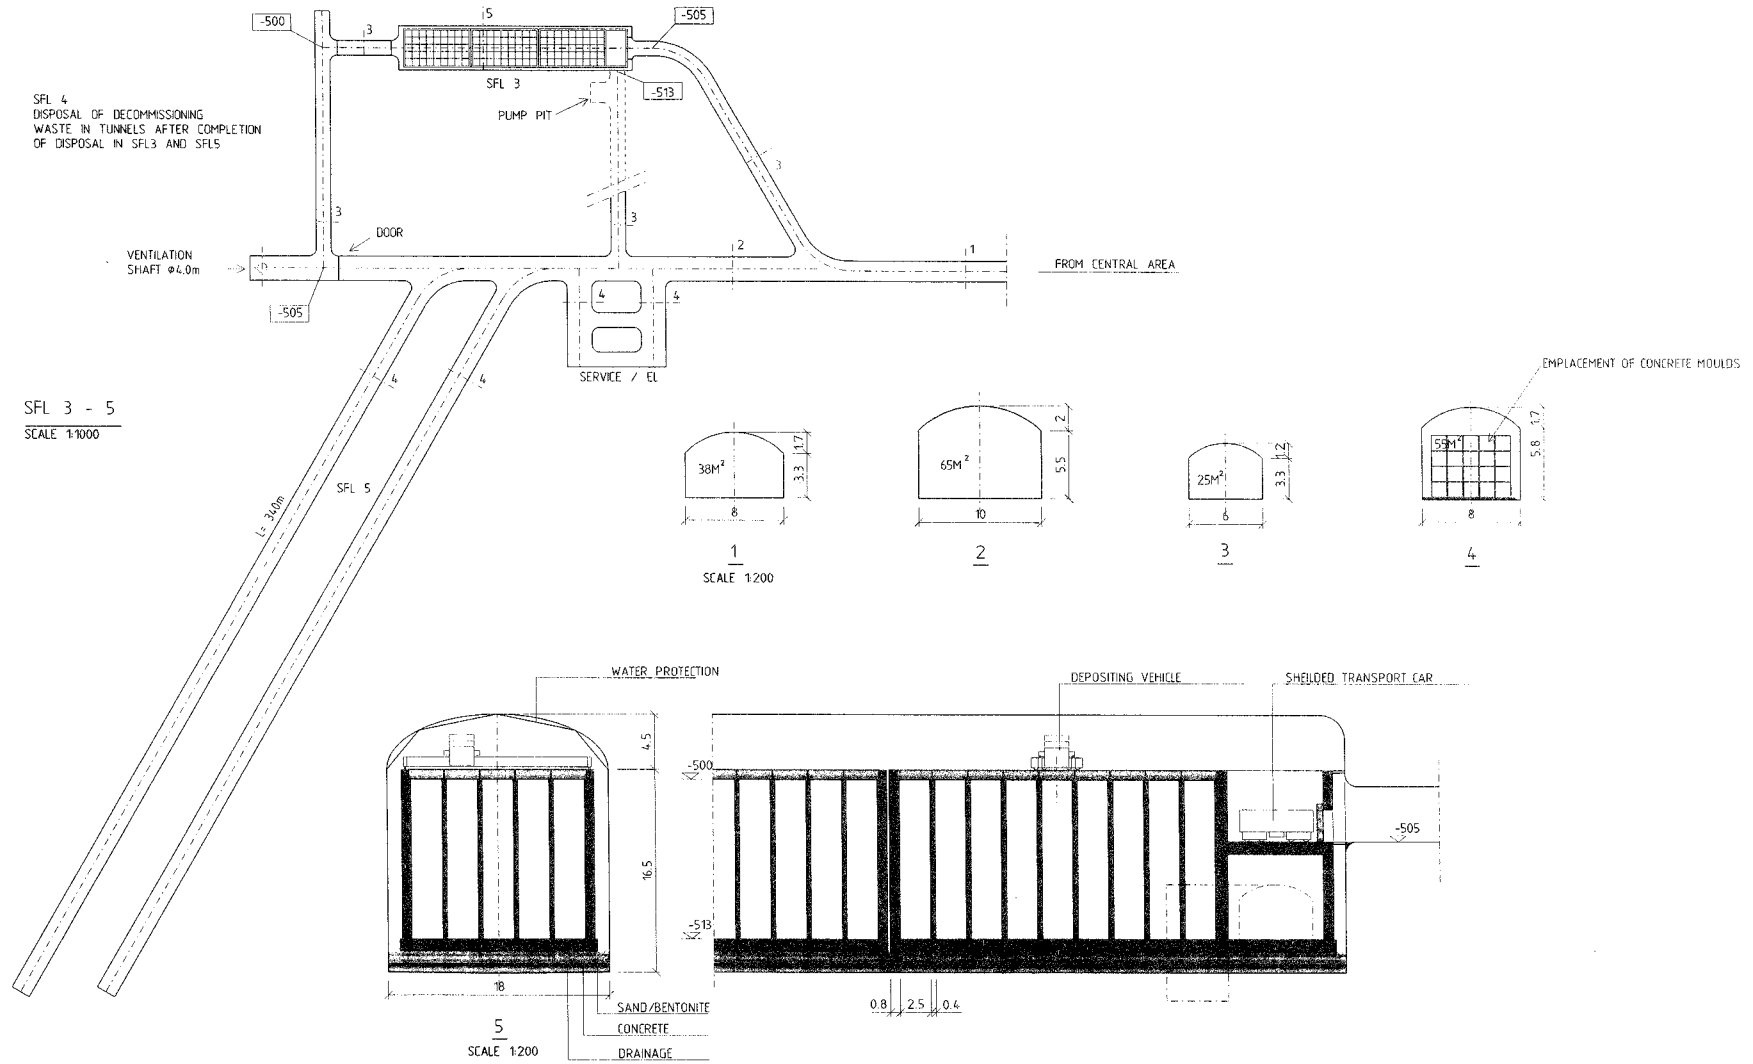 -500
3
5
-505
SFL 3
-513
PUMP PIT
SFL 4
DISPOSAL OF DECOMMISSIONING
WASTE IN TUNNELS AFTER COMPLETION
OF DISPOSAL IN SFL3 AND SFL5
3
3
3
DOOR
2
1
VENTILATION
SHAFT ø4.0m
FROM CENTRAL AREA
-505
4
4
4
4
SERVICE / EL
SFL 3 - 5
SCALE 1:1000
SFL 5
L= 340m
EMPLACEMENT OF CONCRETE MOULDS
38M²
1.7
3.3
8
1
SCALE 1:200
65M²
2
5.5
10
2
25M²
1.2
3.3
6
3
55M²
1.7
5.8
8
4
WATER PROTECTION
DEPOSITING VEHICLE
SHEILDED TRANSPORT CAR
4.5
16.5
18
-500
-505
-513
0.8
2.5
0.4
SAND/BENTONITE
CONCRETE
DRAINAGE
5
SCALE 1:200